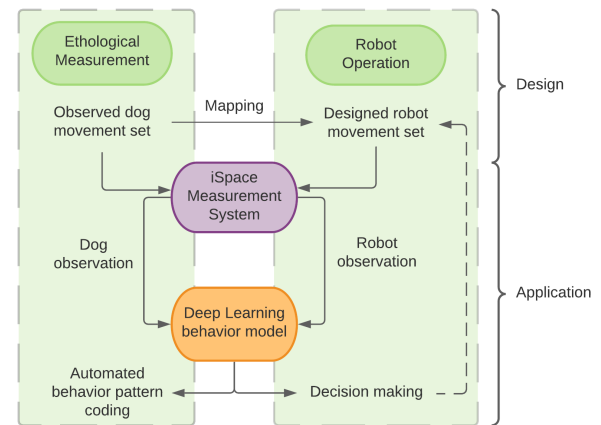 Ethological
Measurement
Robot
Operation
Design
Observed dog
movement set
Mapping
Designed robot
movement set
iSpace
Measurement
System
Dog
observation
Robot
observation
Application
Deep Learning
behavior model
Automated
behavior pattern
coding
Decision making